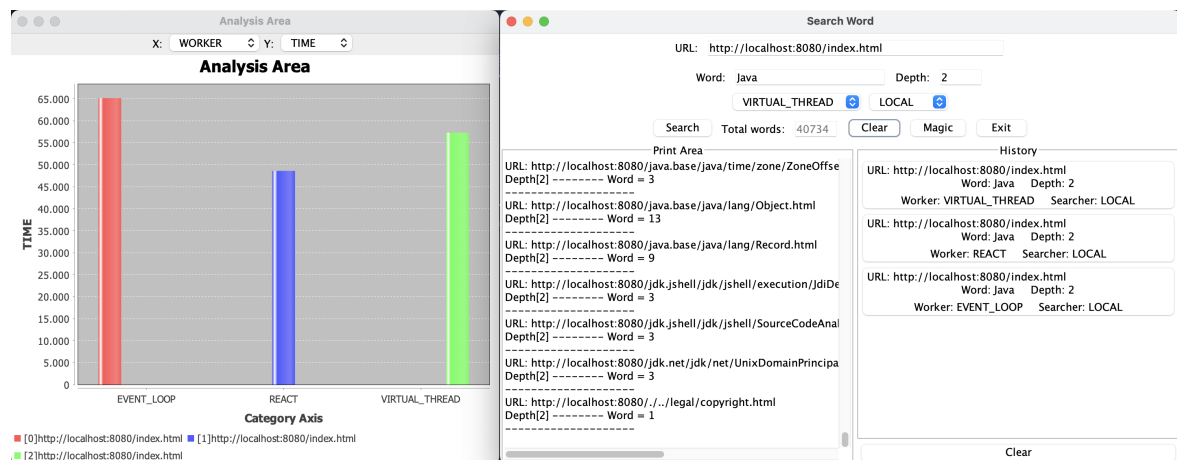 Analysis Area
X: WORKER Y: TIME
Analysis Area
65.000
60.000
55.000
50.000
45.000
40.000
35.000
30.000
25.000
20.000
15.000
10.000
5.000
0
TIME
EVENT_LOOP REACT VIRTUAL_THREAD
Category Axis
[0]http://localhost:8080/index.html [1]http://localhost:8080/index.html
[2]http://localhost:8080/index.html
Search Word
URL: http://localhost:8080/index.html
Word: Java Depth: 2
VIRTUAL_THREAD LOCAL
Search Total words: 40734 Clear Magic Exit
Print Area
URL: http://localhost:8080/java.base/java/time/zone/ZoneOffse
Depth[2] -------- Word = 3
---------------------
URL: http://localhost:8080/java.base/java/lang/Object.html
Depth[2] -------- Word = 13
---------------------
URL: http://localhost:8080/java.base/java/lang/Record.html
Depth[2] -------- Word = 9
---------------------
URL: http://localhost:8080/jdk.jshell/jdk/jshell/execution/JdiDe
Depth[2] -------- Word = 3
---------------------
URL: http://localhost:8080/jdk.jshell/jdk/jshell/SourceCodeAnal
Depth[2] -------- Word = 3
---------------------
URL: http://localhost:8080/jdk.net/jdk/net/UnixDomainPrincipa
Depth[2] -------- Word = 3
---------------------
URL: http://localhost:8080/./../legal/copyright.html
Depth[2] -------- Word = 1
---------------------
History
URL: http://localhost:8080/index.html
Word: Java Depth: 2
Worker: VIRTUAL_THREAD Searcher: LOCAL
URL: http://localhost:8080/index.html
Word: Java Depth: 2
Worker: REACT Searcher: LOCAL
URL: http://localhost:8080/index.html
Word: Java Depth: 2
Worker: EVENT_LOOP Searcher: LOCAL
Clear